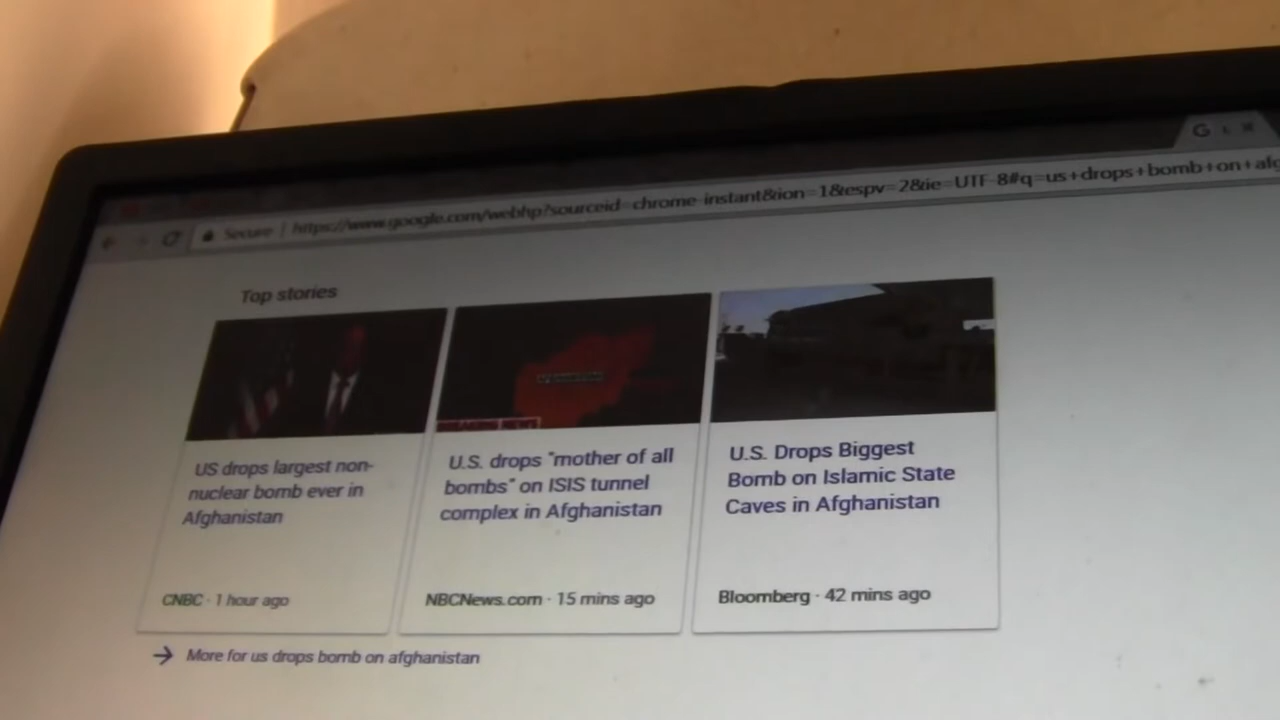 G
Secure | https://www.google.com/webhp?sourceid=chrome-instant&ion=1&espv=2&ie=UTF-8#q=us+drops+bomb+on+afg
Top stories
BREAKING NEWS
US drops largest non-
nuclear bomb ever in
Afghanistan
CNBC · 1 hour ago
U.S. drops "mother of all
bombs" on ISIS tunnel
complex in Afghanistan
NBCNews.com · 15 mins ago
U.S. Drops Biggest
Bomb on Islamic State
Caves in Afghanistan
Bloomberg · 42 mins ago
→ More for us drops bomb on afghanistan